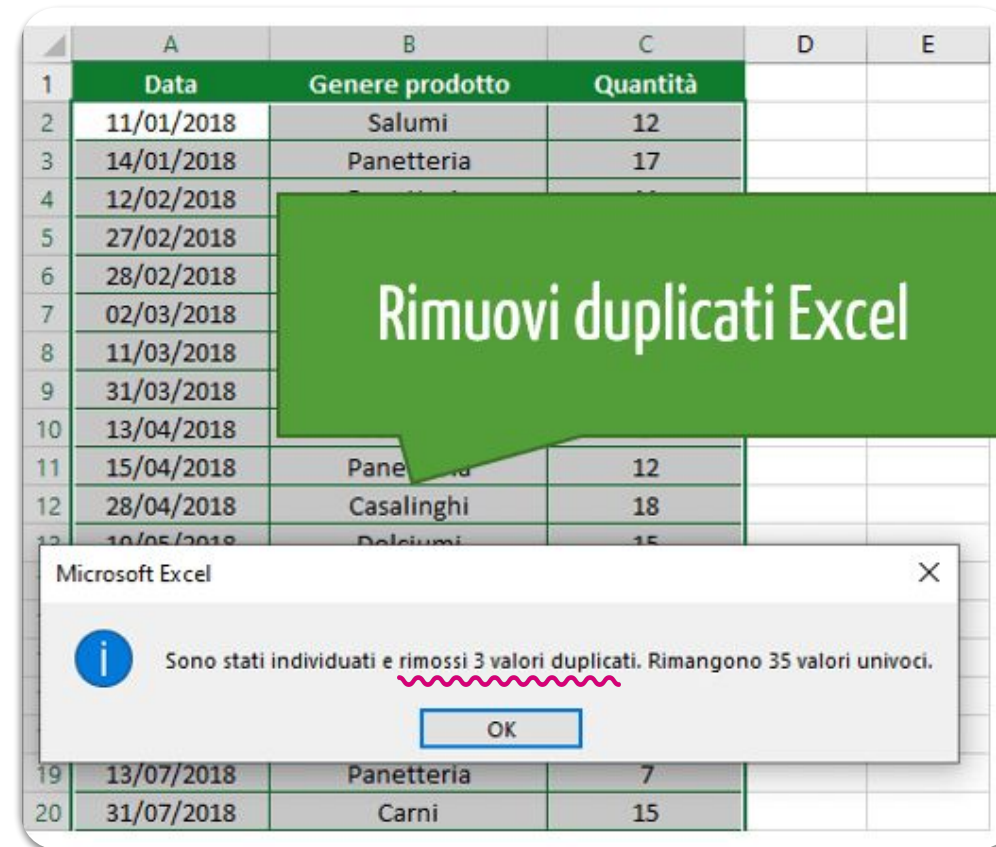 A B C D E
1 Data Genere prodotto Quantità
2 11/01/2018 Salumi 12
3 14/01/2018 Panetteria 17
4 12/02/2018
5 27/02/2018
6 28/02/2018
7 02/03/2018
8 11/03/2018
9 31/03/2018
10 13/04/2018
Rimuovi duplicati Excel
11 15/04/2018 12
12 28/04/2018 Casalinghi 18
Microsoft Excel
Sono stati individuati e rimossi 3 valori duplicati. Rimangono 35 valori univoci.
OK
19 13/07/2018 Panetteria 7
20 31/07/2018 Carni 15